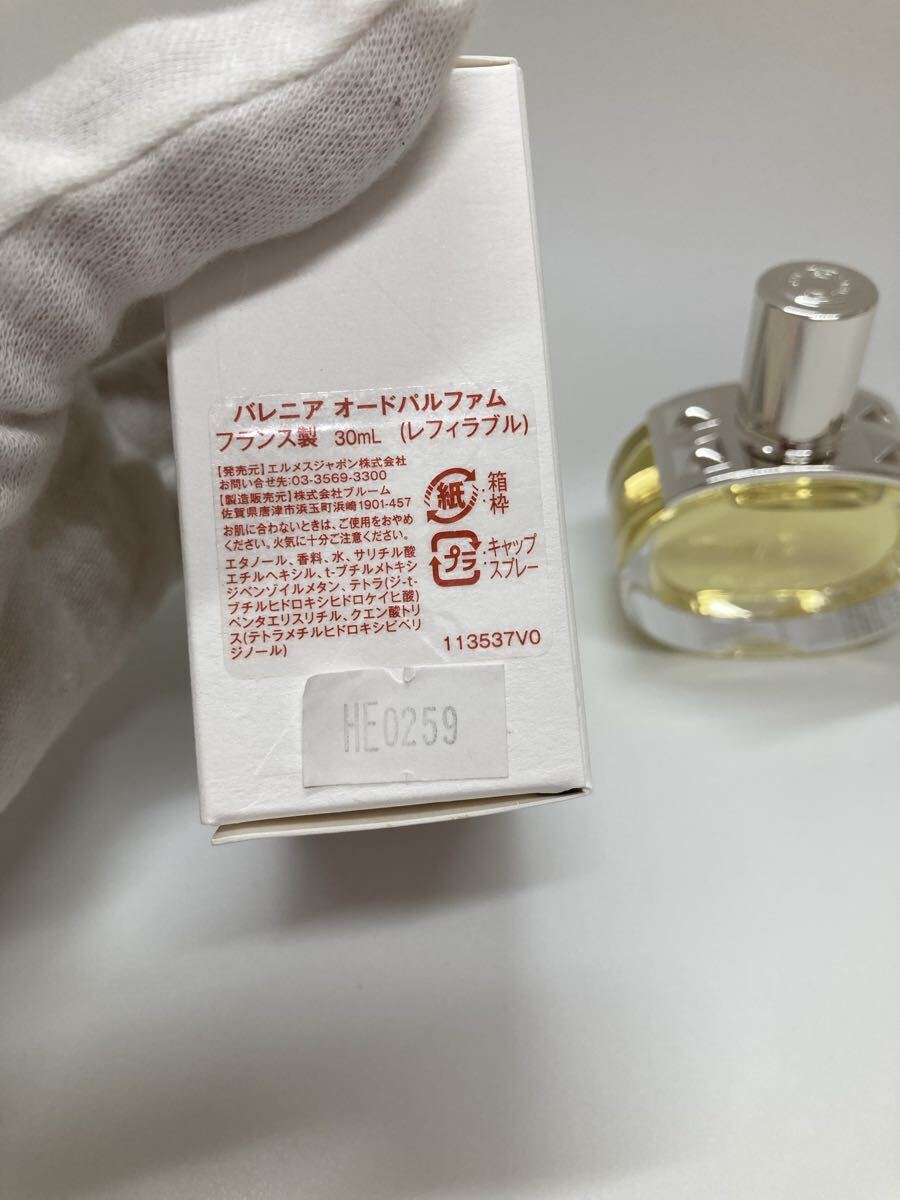 バレニア オードパルファム
フランス製 30mL (レフィラブル)
【発売元】エルメスジャポン株式会社
お問い合せ先:03-3569-3300
【製造販売元】株式会社ブルーム
佐賀県唐津市浜玉町浜崎1901-457
お肌に合わないときは、ご使用をおやめ
ください。火気に十分ご注意ください。
エタノール、香料、水、サリチル酸
エチルヘキシル、t-ブチルメトキシ
ジベンゾイルメタン、テトラ(ジ-t-
ブチルヒドロキシヒドロケイヒ酸)
ペンタエリスリチル、クエン酸トリ
ス(テトラメチルヒドロキシピペリ
ジノール)
紙 :箱
枠
プラ :キャップ
スプレー
113537V0
HE0259